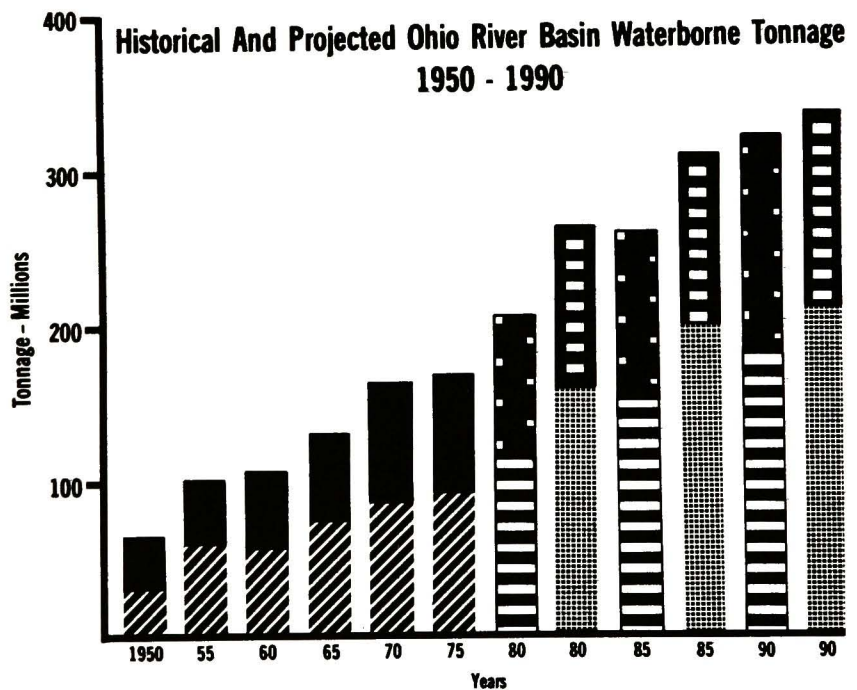 Historical And Projected Ohio River Basin Waterborne Tonnage
1950 - 1990
400
300
200
100
Tonnage - Millions
1950 55 60 65 70 75 80 80 85 85 90 90
Years